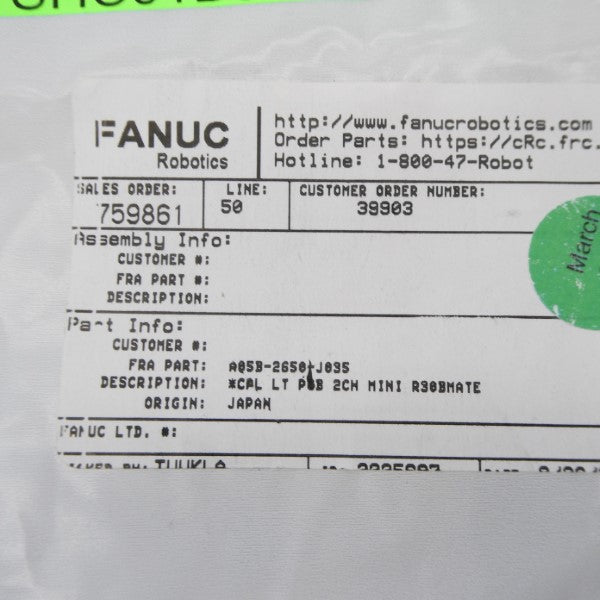 FANUC
Robotics
http://www.fanucrobotics.com
Order Parts: https://cRc.frc.
Hotline: 1-800-47-Robot
SALES ORDER:
759861
LINE:
50
CUSTOMER ORDER NUMBER:
39903
March
Assembly Info:
CUSTOMER #:
FRA PART #:
DESCRIPTION:
Part Info:
CUSTOMER #:
FRA PART: A05B-2650-J035
DESCRIPTION: *CBL LT 2CH MINI R30BMATE
ORIGIN: JAPAN
FANUC LTD. #: